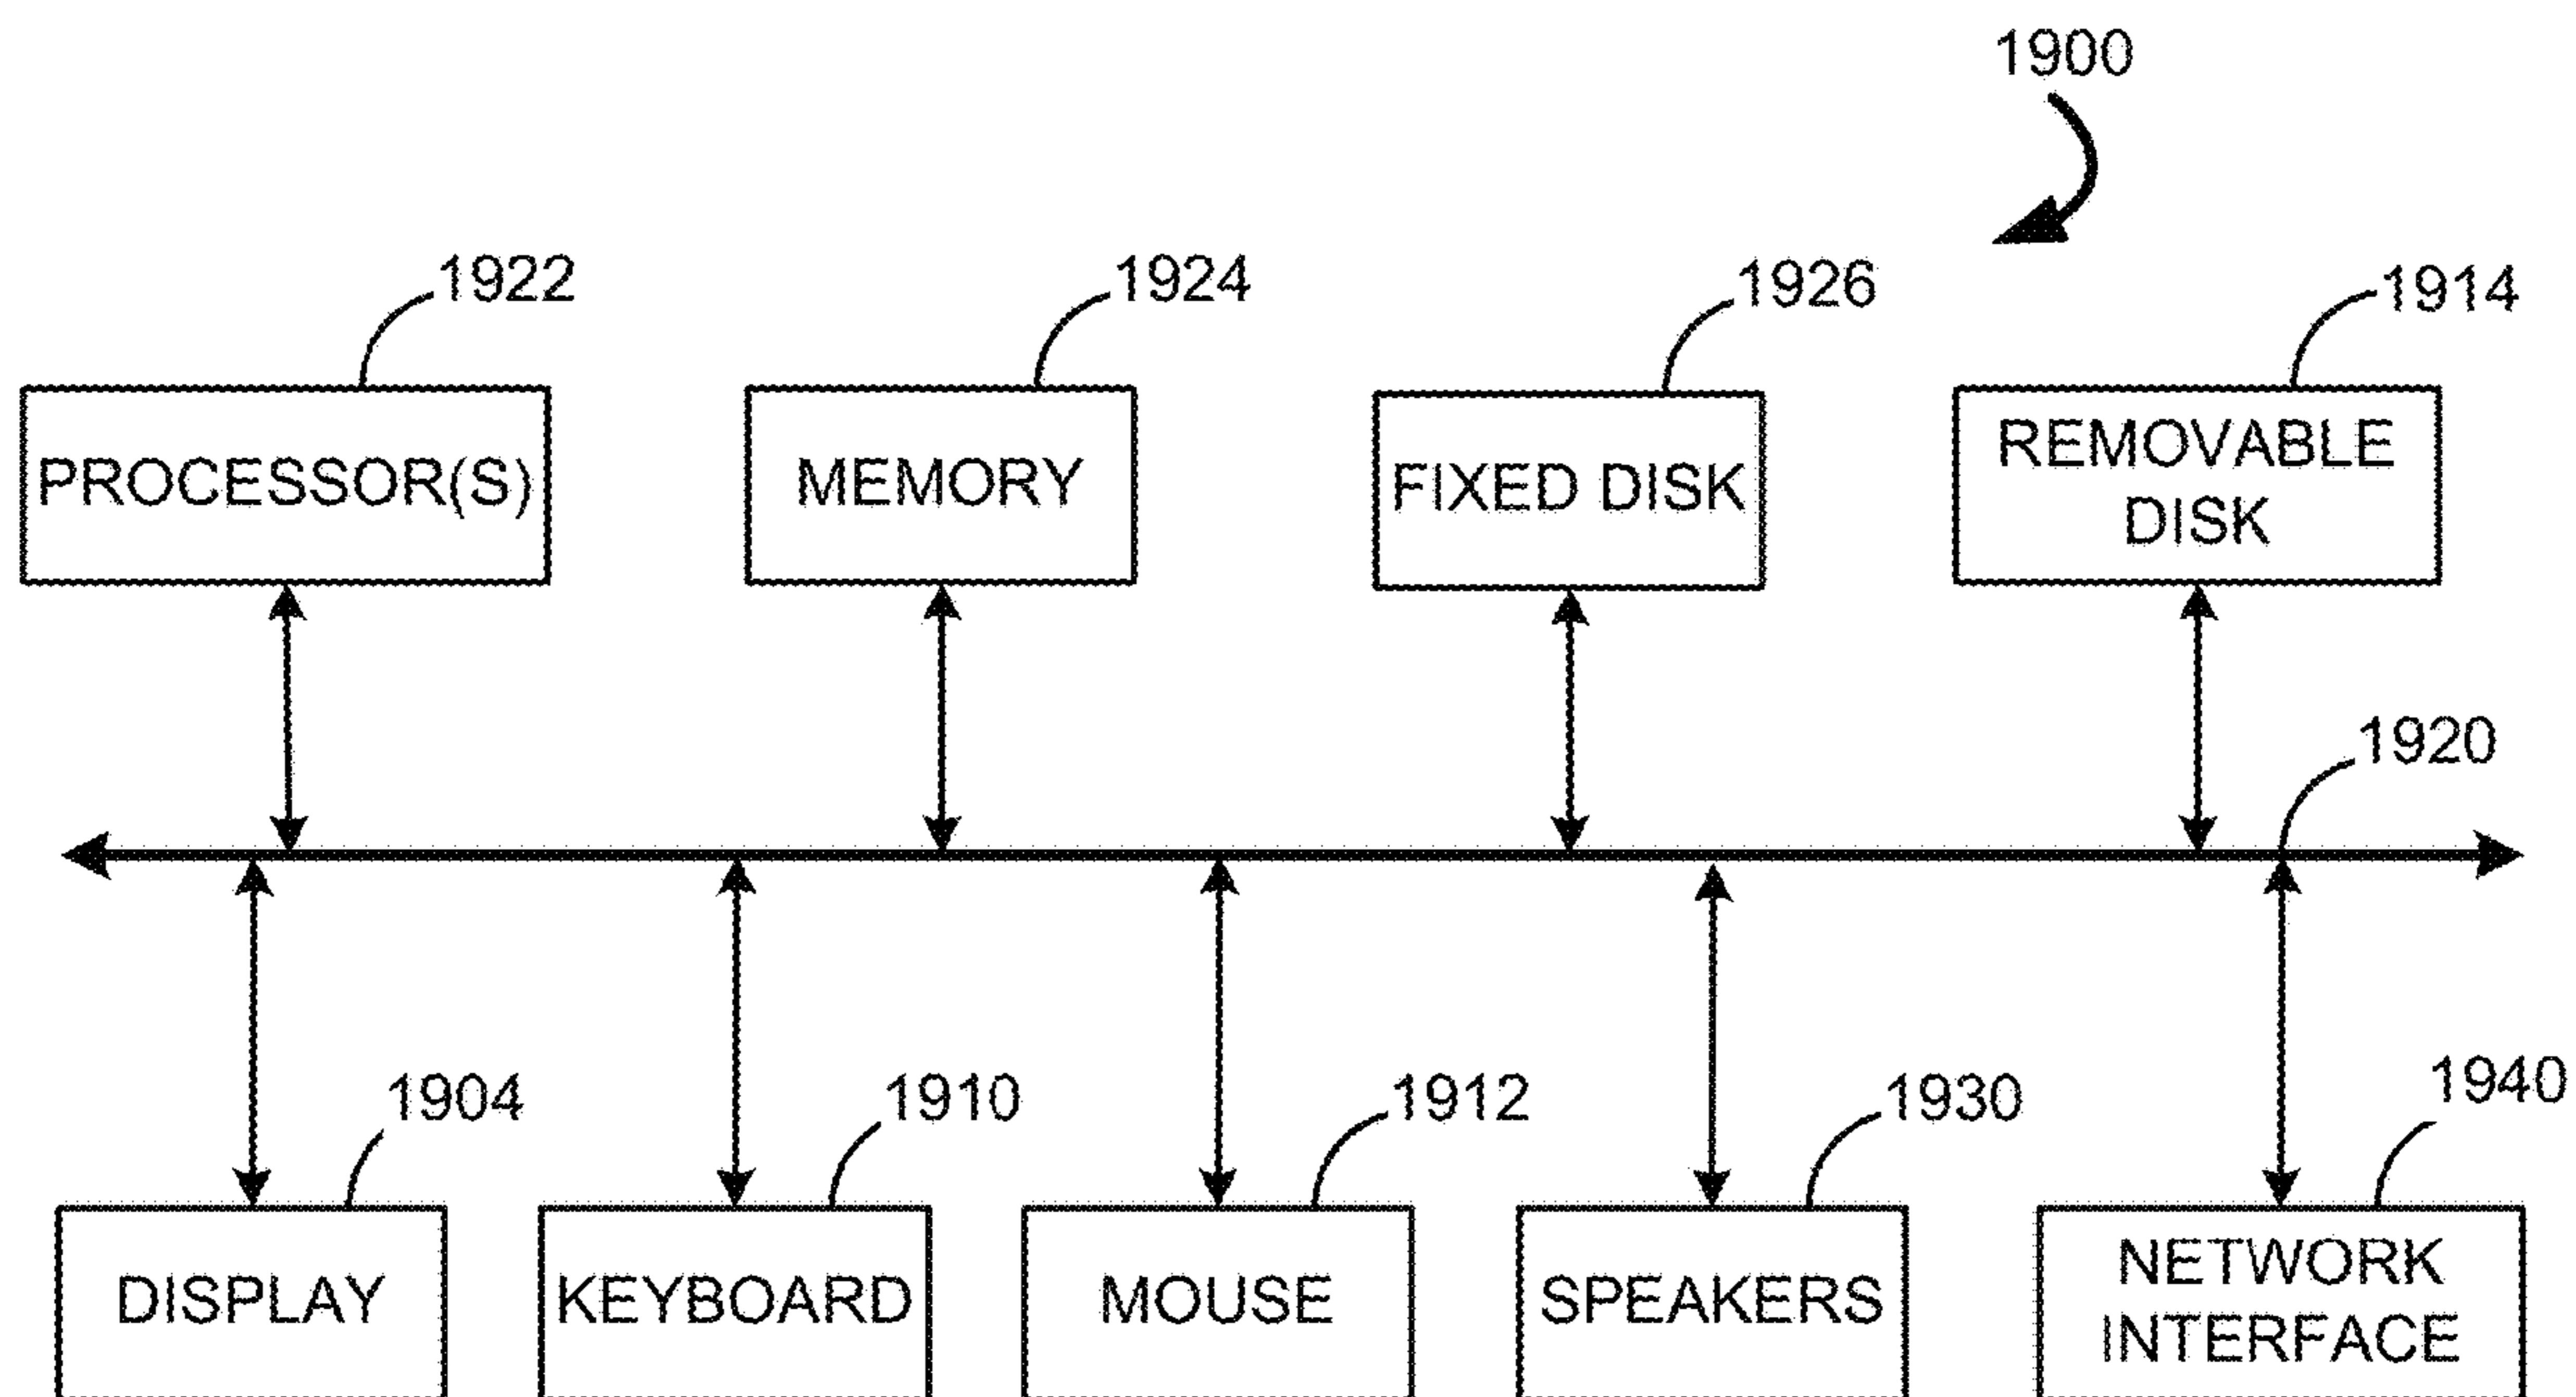 1900
1922
1924
1926
1914
PROCESSOR(S)
MEMORY
FIXED DISK
REMOVABLE
DISK
1920
1904
1910
1912
1930
1940
DISPLAY
KEYBOARD
MOUSE
SPEAKERS
NETWORK
INTERFACE